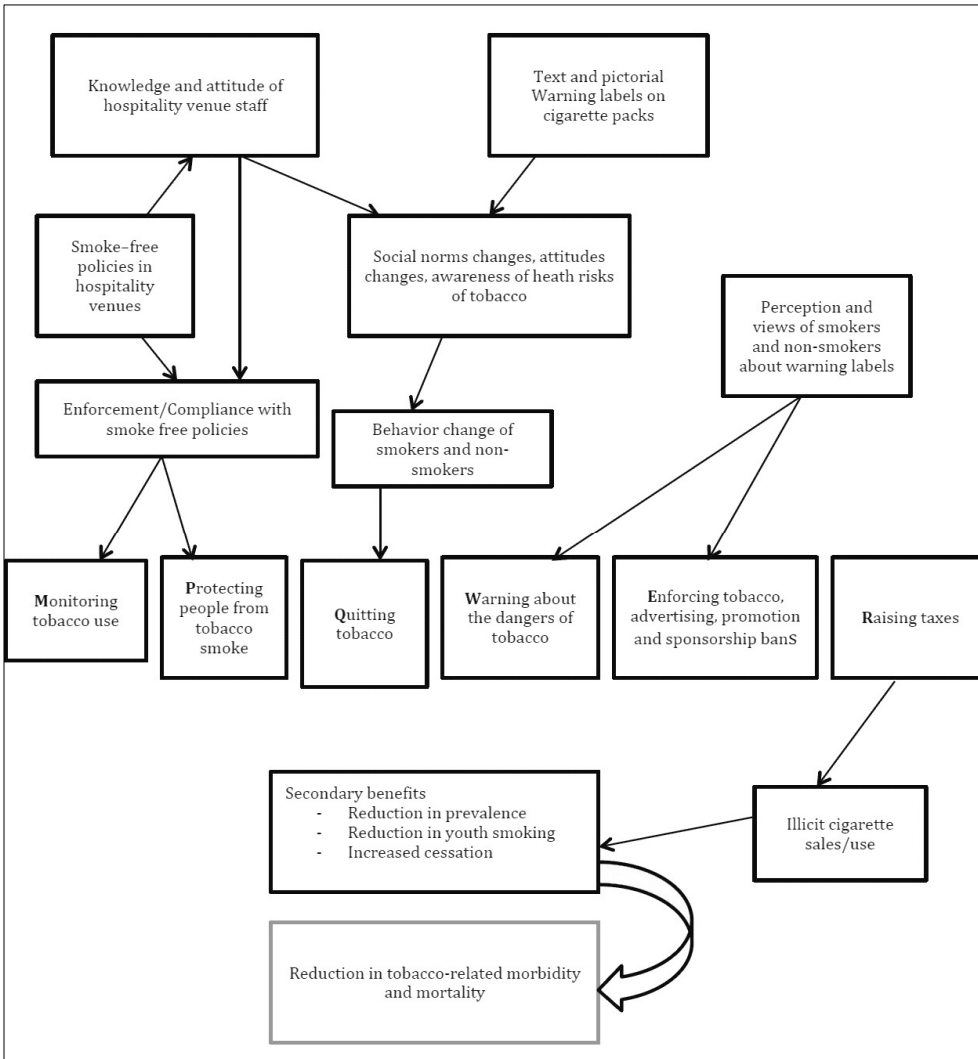 Knowledge and attitude of
hospitality venue staff
Text and pictorial
Warning labels on
cigarette packs
Smoke–free
policies in
hospitality
venues
Social norms changes, attitudes
changes, awareness of heath risks
of tobacco
Perception and
views of smokers
and non-smokers
about warning labels
Enforcement/Compliance with
smoke free policies
Behavior change of
smokers and non-
smokers
Monitoring
tobacco use
Protecting
people from
tobacco
smoke
Quitting
tobacco
Warning about
the dangers of
tobacco
Enforcing tobacco,
advertising, promotion
and sponsorship banS
Raising taxes
Secondary benefits
- Reduction in prevalence
- Reduction in youth smoking
- Increased cessation
Illicit cigarette
sales/use
Reduction in tobacco-related morbidity
and mortality